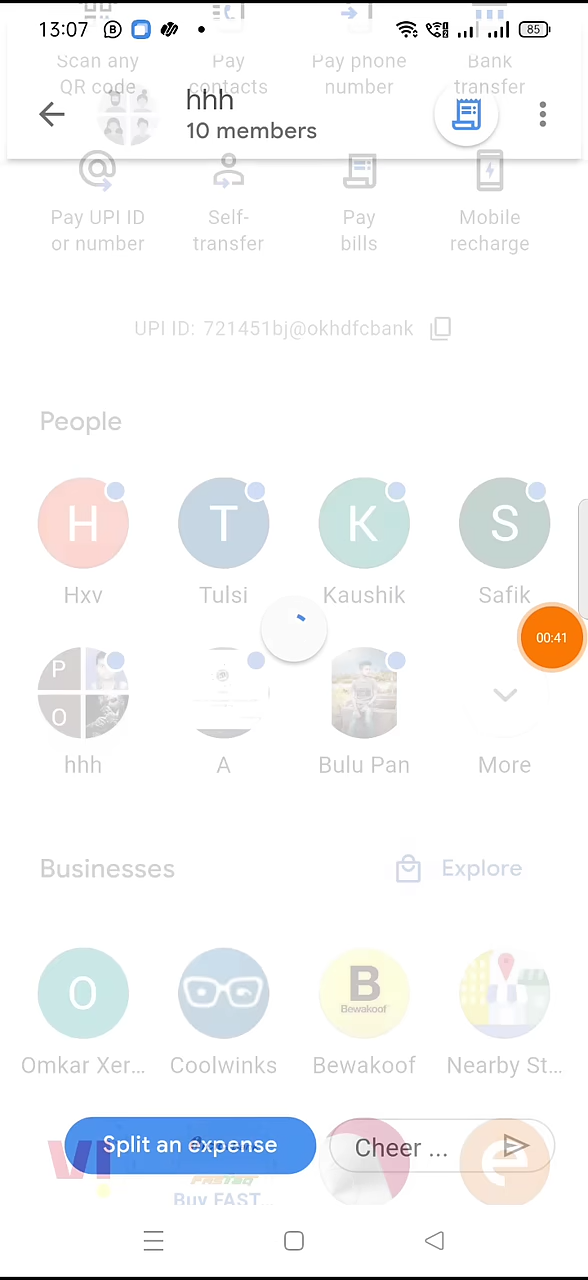 13:07
85
Scan any
QR code
Pay
contacts
Pay phone
number
Bank
transfer
hhh
10 members
Pay UPI ID
or number
Self-
transfer
Pay
bills
Mobile
recharge
UPI ID: 721451bj@okhdfcbank
People
H
T
K
S
Hxv
Tulsi
Kaushik
Safik
00:41
P
O
hhh
A
Bulu Pan
More
Businesses
Explore
O
B
Bewakoof
Omkar Xer...
Coolwinks
Bewakoof
Nearby St...
Split an expense
Cheer ...
V!
FASTag
Buy FAST...